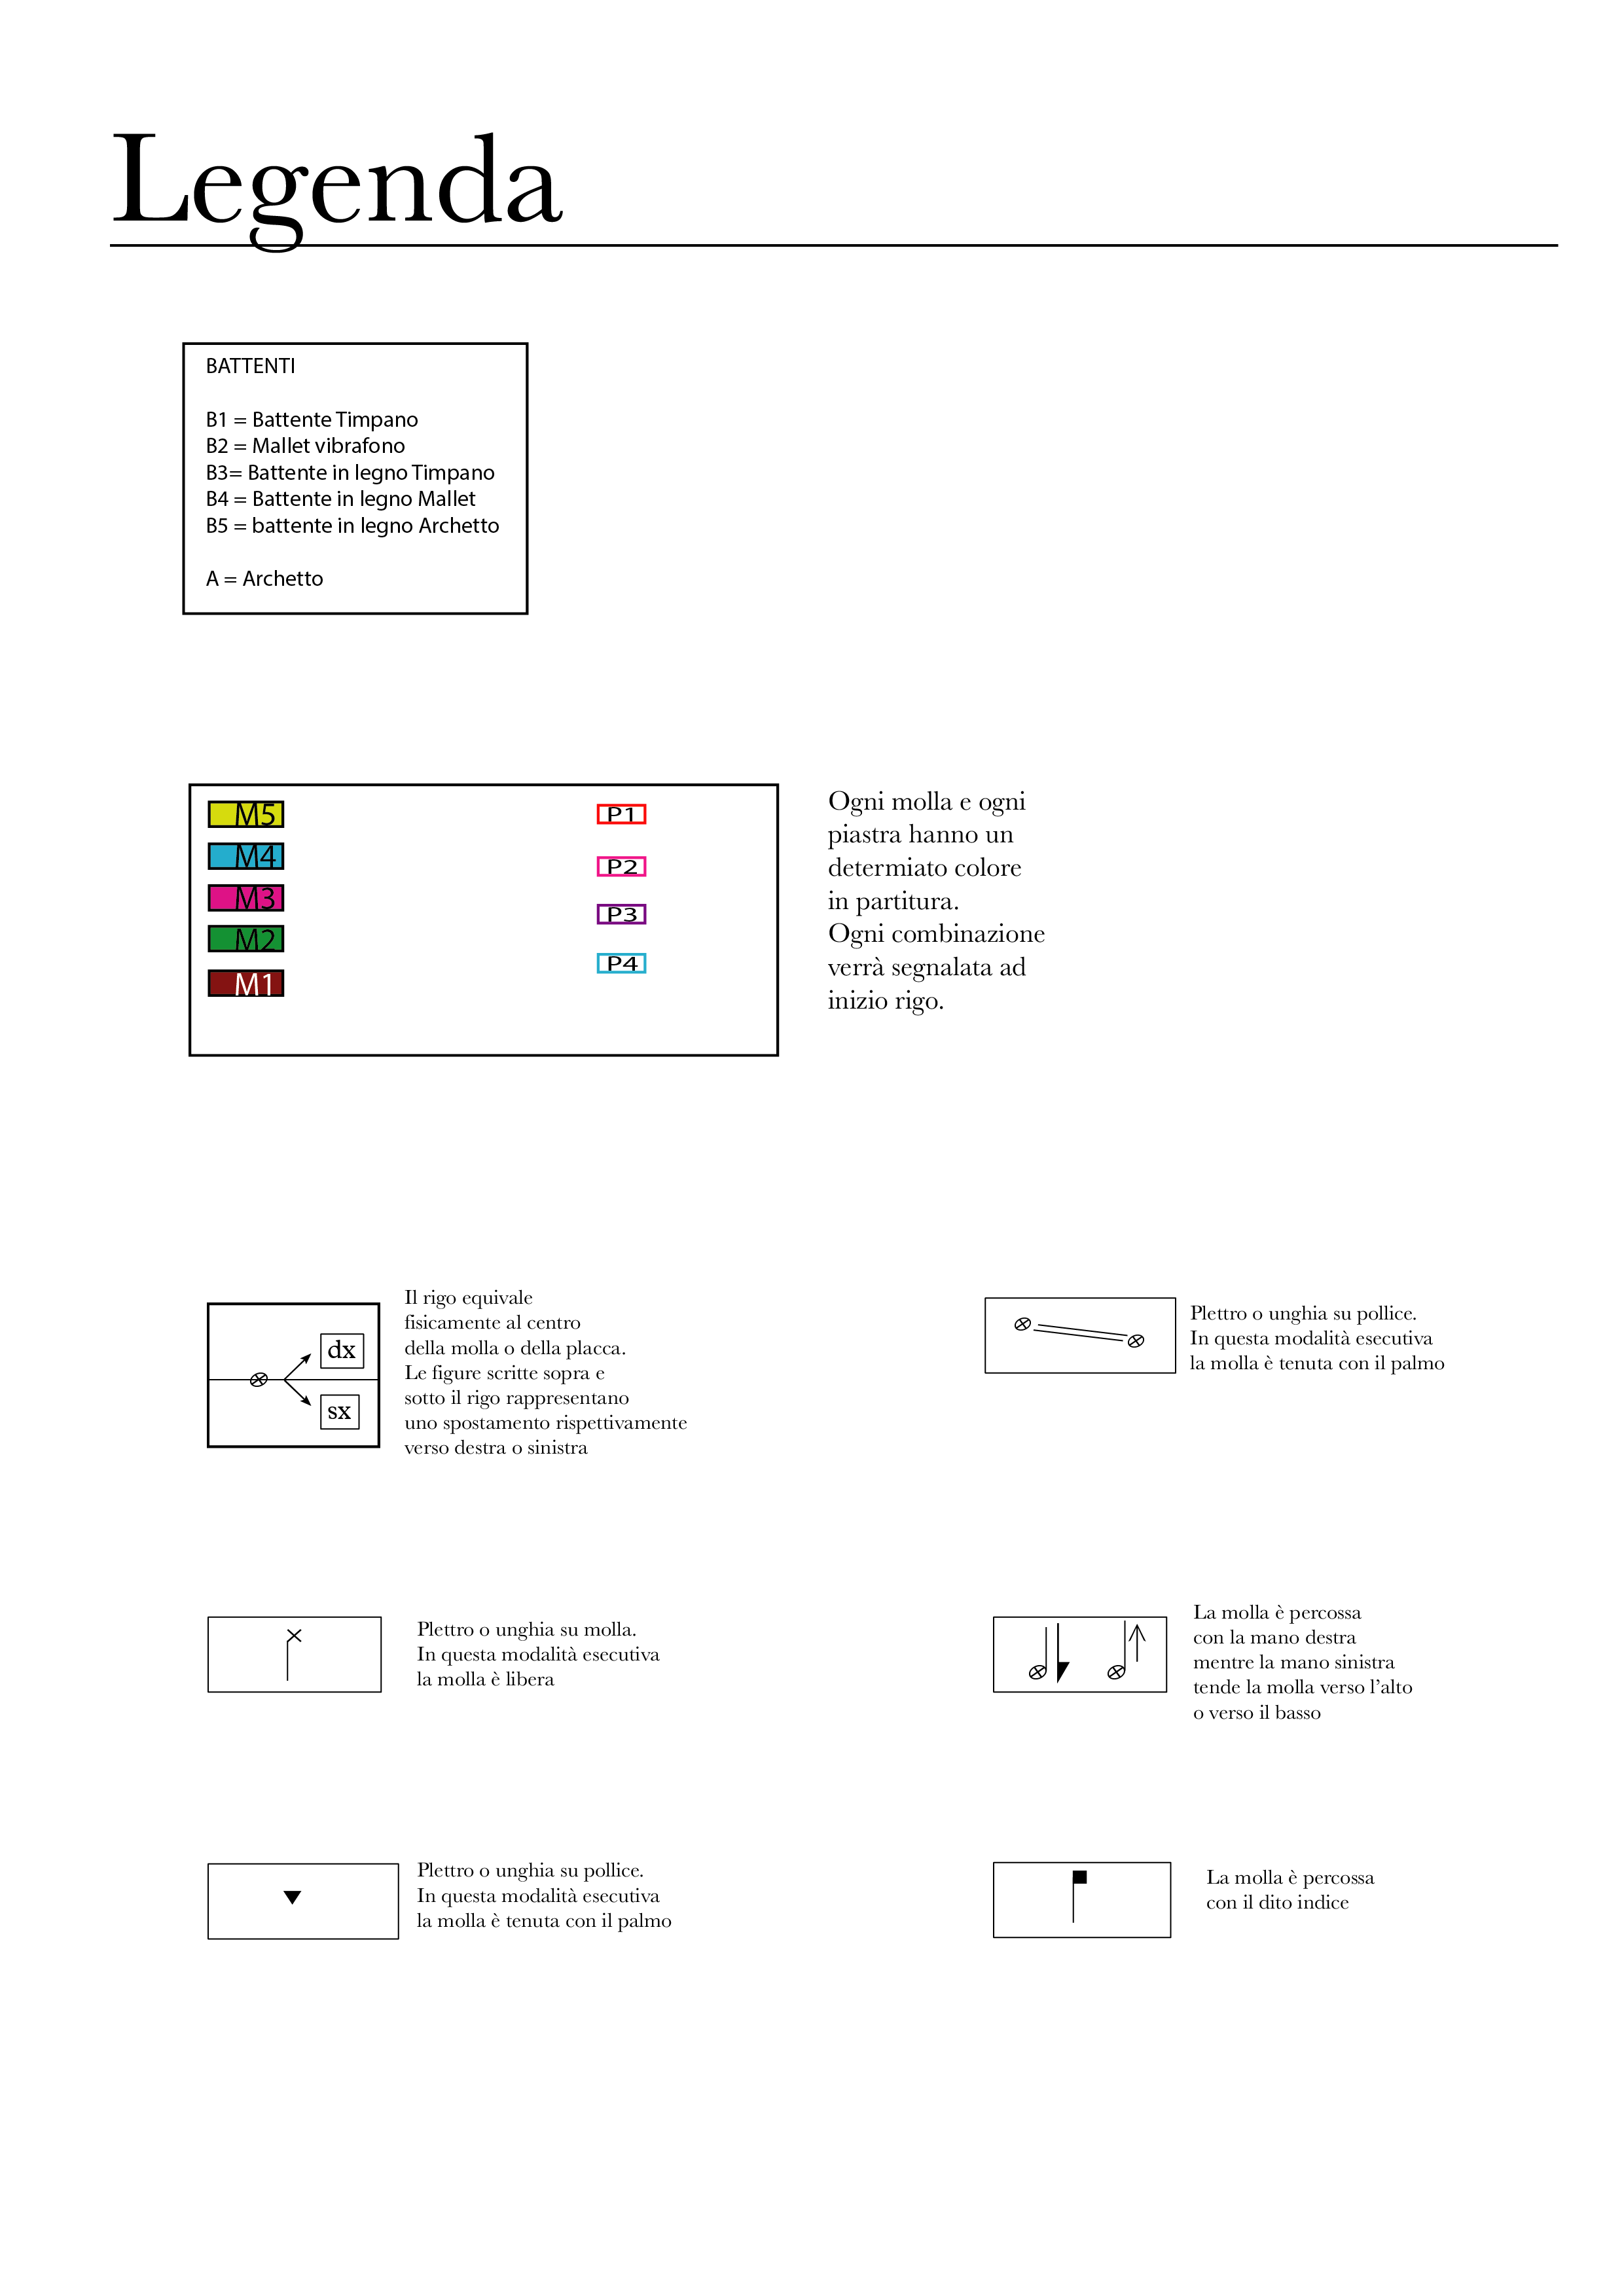 Legenda
BATTENTI
B1 = Battente Timpano
B2 = Mallet vibrafono
B3= Battente in legno Timpano
B4 = Battente in legno Mallet
B5 = battente in legno Archetto
A = Archetto
M5
M4
M3
M2
M1
P1
P2
P3
P4
Ogni molla e ogni
piastra hanno un
determiato colore
in partitura.
Ogni combinazione
verrà segnalata ad
inizio rigo.
dx
sx
Il rigo equivale
fisicamente al centro
della molla o della placca.
Le figure scritte sopra e
sotto il rigo rappresentano
uno spostamento rispettivamente
verso destra o sinistra
Plettro o unghia su pollice.
In questa modalità esecutiva
la molla è tenuta con il palmo
Plettro o unghia su molla.
In questa modalità esecutiva
la molla è libera
La molla è percossa
con la mano destra
mentre la mano sinistra
tende la molla verso l'alto
o verso il basso
Plettro o unghia su pollice.
In questa modalità esecutiva
la molla è tenuta con il palmo
La molla è percossa
con il dito indice